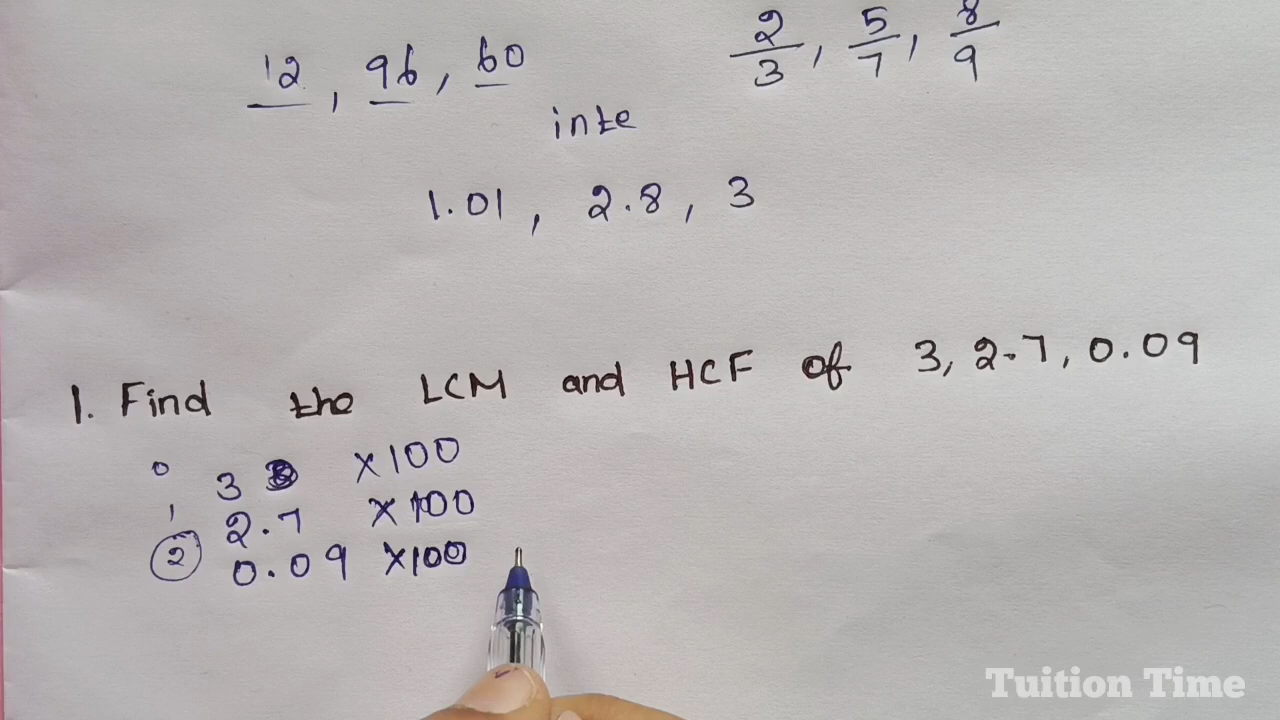 12, 96, 60
2/3, 5/7, 8/9
inte
1.01, 2.8, 3
1. Find the LCM and HCF of 3, 2.7, 0.09
0 3 ×100
1 2.7 ×100
2 0.09 ×100
Tuition Time